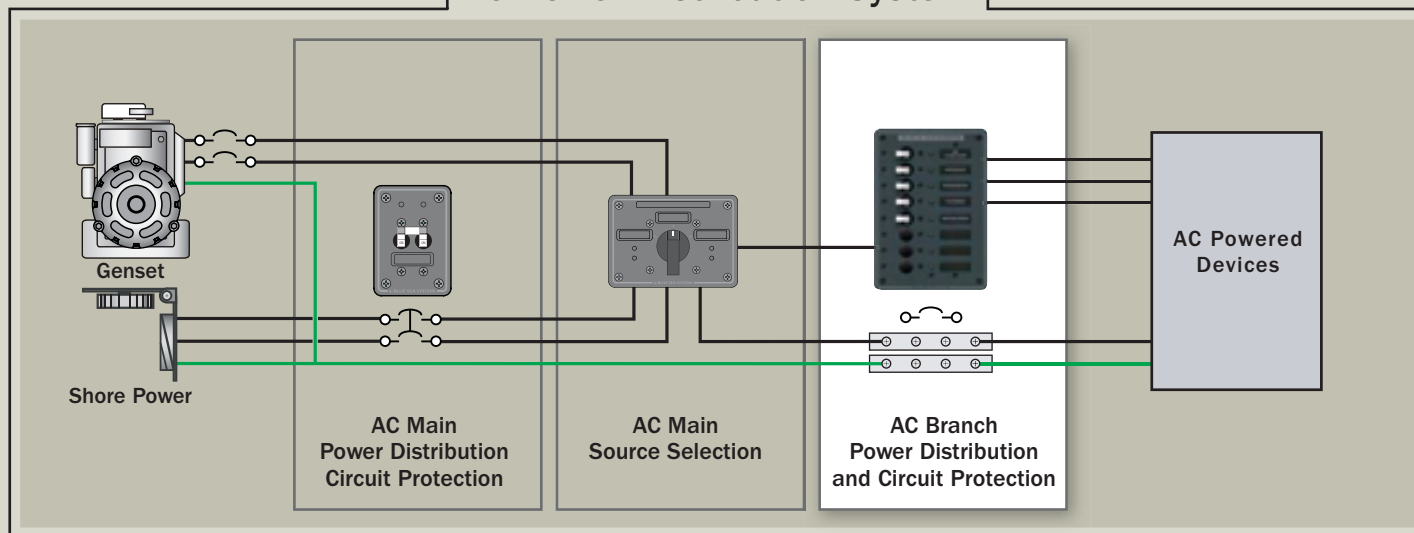 Genset
Shore Power
AC Main
Power Distribution
Circuit Protection
AC Main
Source Selection
AC Branch
Power Distribution
and Circuit Protection
AC Powered
Devices